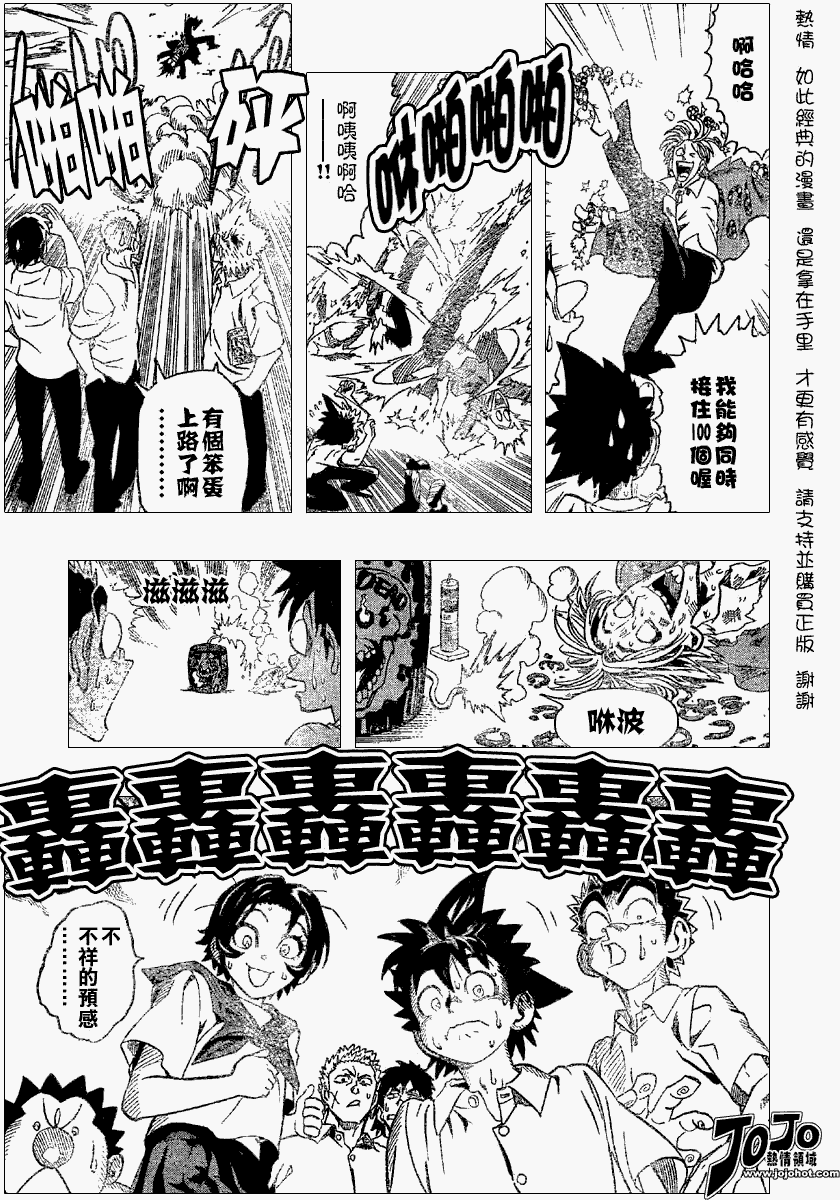 啊哈哈
我能夠同時
接住100個喔
咻啪啪啪
啊咦咦啊哈
——!!
砰
啪啪
有個笨蛋
上路了啊
…………
DEAD
咻波
滋滋滋
轟轟轟轟轟轟
不
不祥的預感
…………
熱情 如此經典的漫畫 還是拿在手里 才更有感覺 請支持並購買正版 謝謝
JOJO
熱情領域
www.jojohot.com